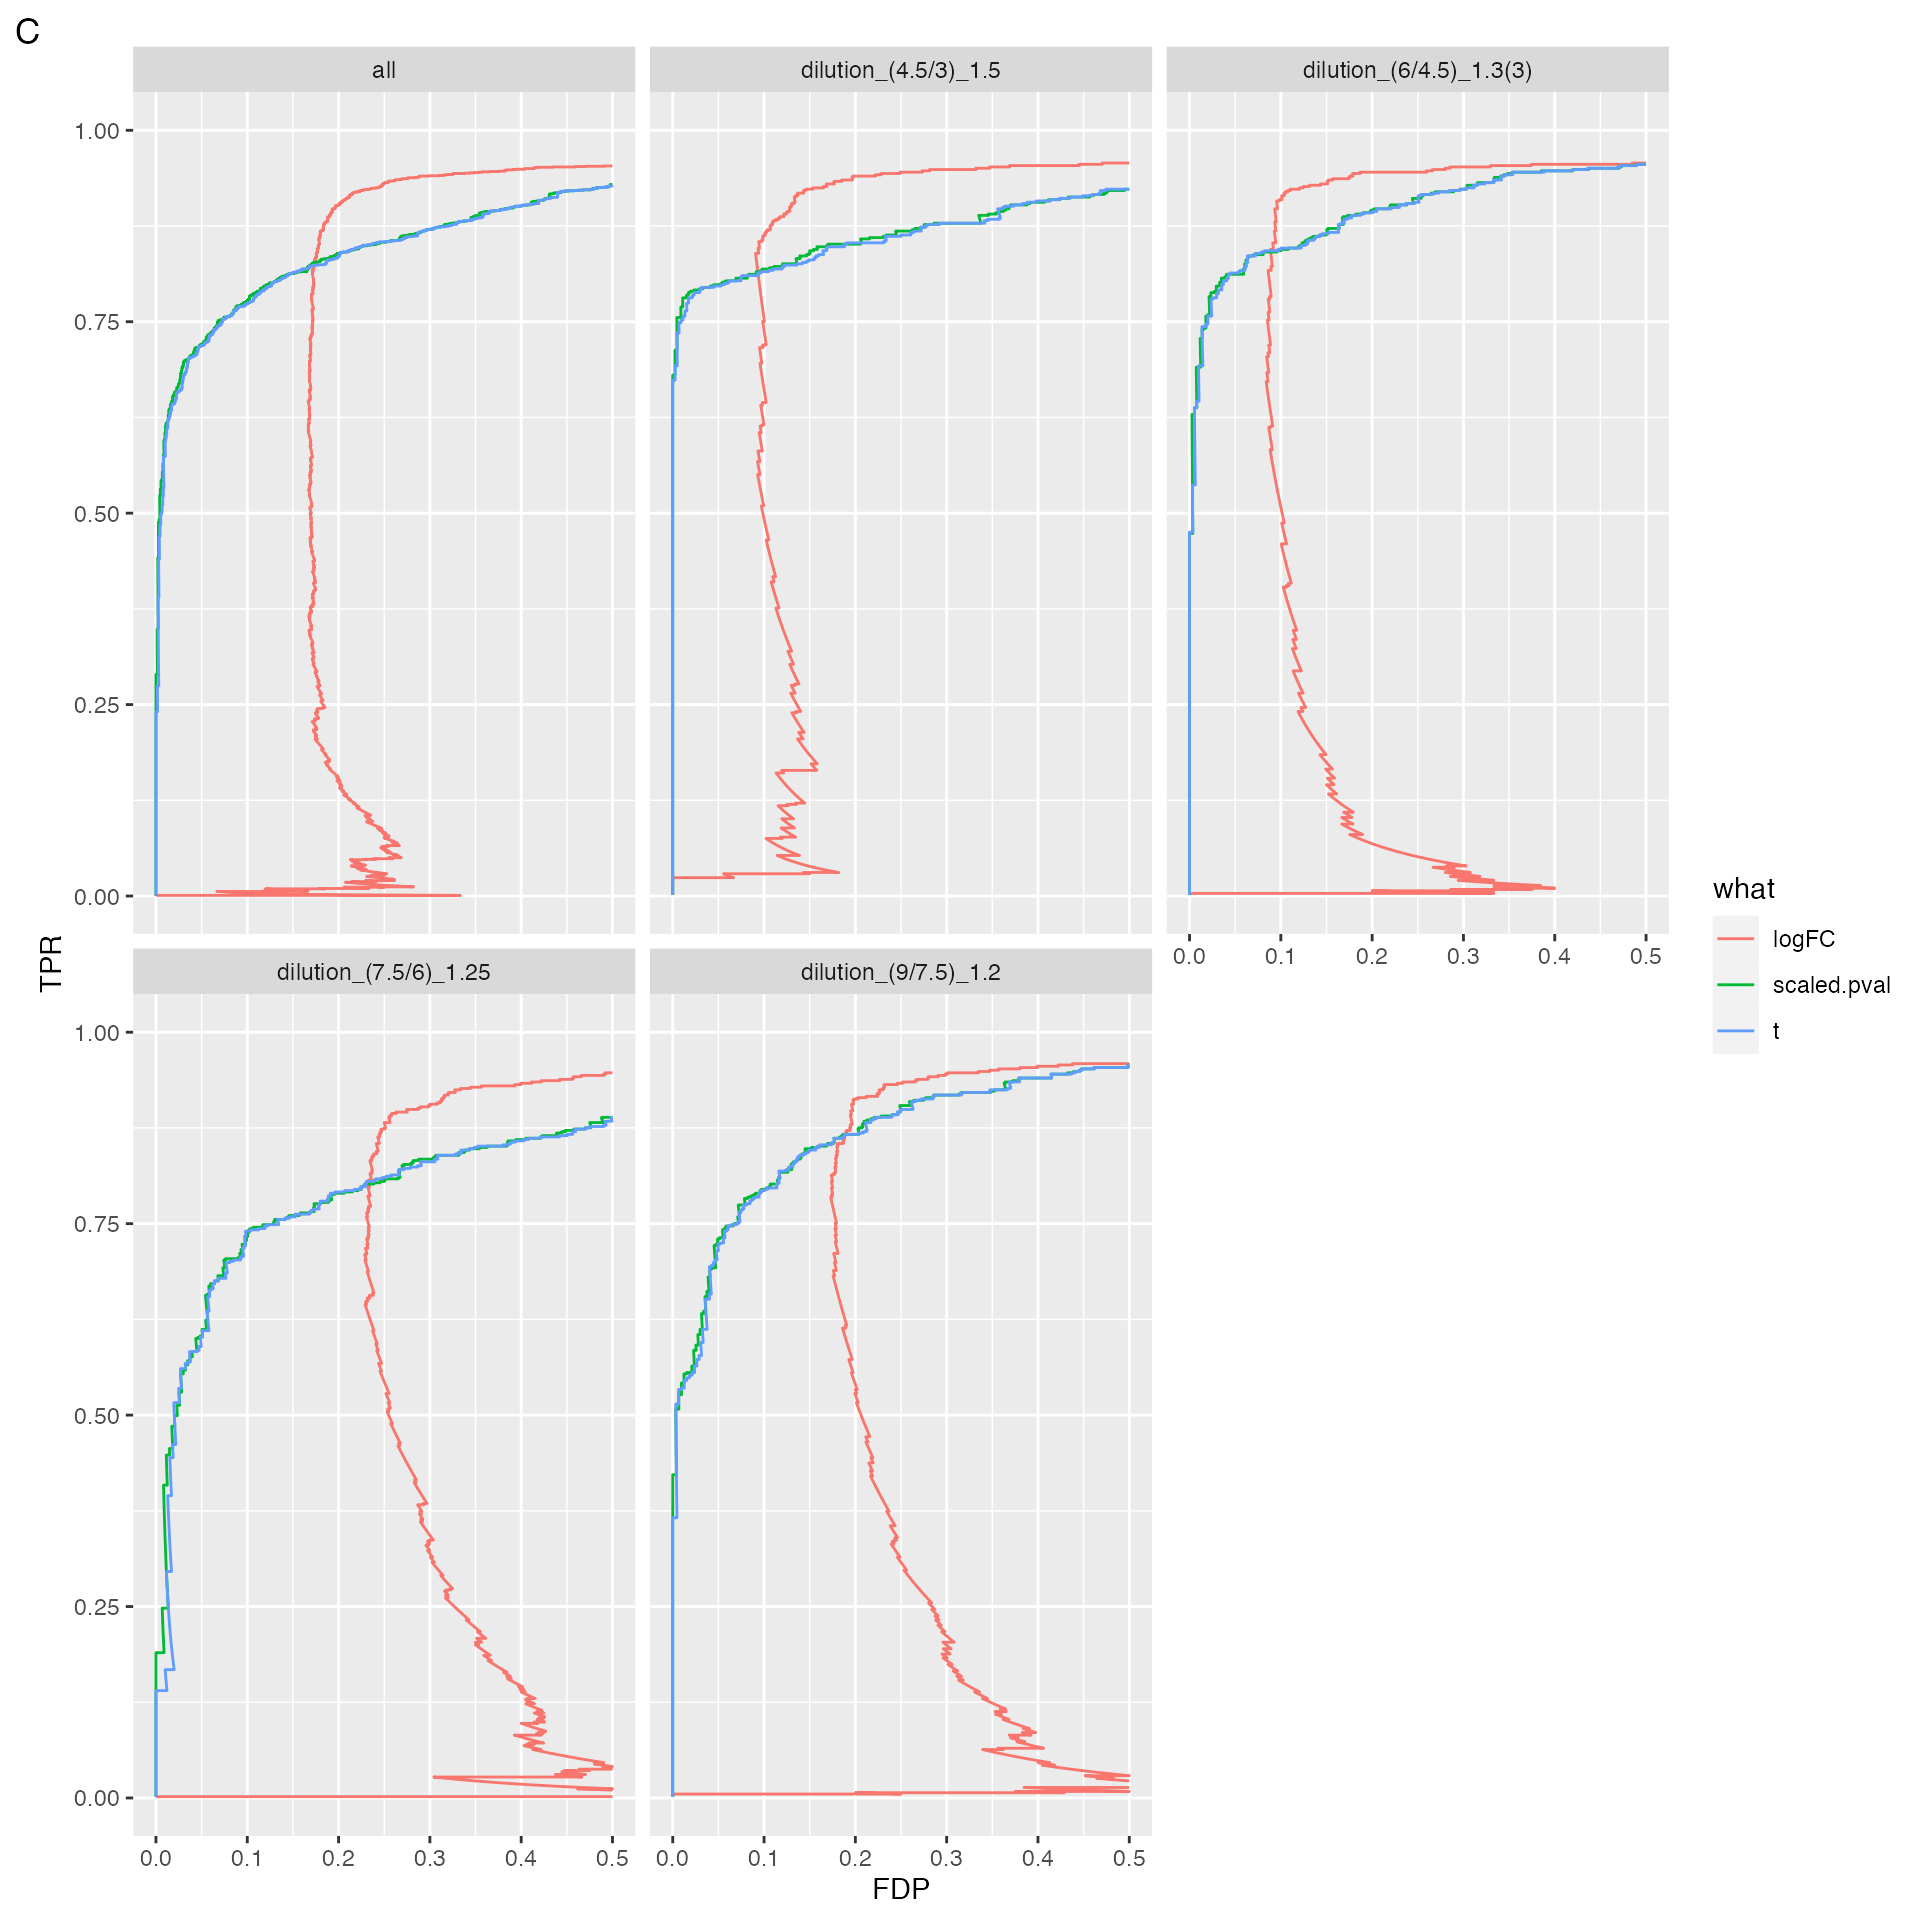 C
all
dilution_(4.5/3)_1.5
dilution_(6/4.5)_1.3(3)
1.00
0.75
0.50
0.25
0.00
0.0 0.1 0.2 0.3 0.4 0.5
dilution_(7.5/6)_1.25
dilution_(9/7.5)_1.2
1.00
0.75
0.50
0.25
0.00
0.0 0.1 0.2 0.3 0.4 0.5
0.0 0.1 0.2 0.3 0.4 0.5
TPR
FDP
what
logFC
scaled.pval
t